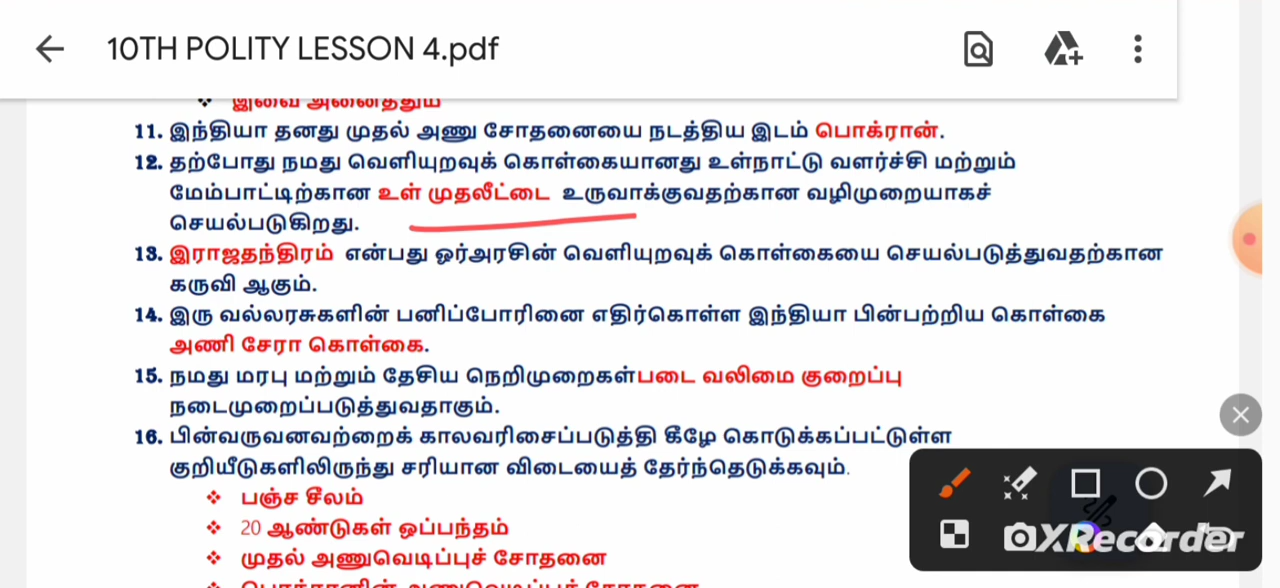 10TH POLITY LESSON 4.pdf
❖ இவை அனைத்தும்
11. இந்தியா தனது முதல் அணு சோதனையை நடத்திய இடம் பொக்ரான்.
12. தற்போது நமது வெளியுறவுக் கொள்கையானது உள்நாட்டு வளர்ச்சி மற்றும்
மேம்பாட்டிற்கான உள் முதலீட்டை உருவாக்குவதற்கான வழிமுறையாகச்
செயல்படுகிறது.
13. இராஜதந்திரம் என்பது ஓர்அரசின் வெளியுறவுக் கொள்கையை செயல்படுத்துவதற்கான
கருவி ஆகும்.
14. இரு வல்லரசுகளின் பனிப்போரினை எதிர்கொள்ள இந்தியா பின்பற்றிய கொள்கை
அணி சேரா கொள்கை.
15. நமது மரபு மற்றும் தேசிய நெறிமுறைகள்படை வலிமை குறைப்பு
நடைமுறைப்படுத்துவதாகும்.
16. பின்வருவனவற்றைக் காலவரிசைப்படுத்தி கீழே கொடுக்கப்பட்டுள்ள
குறியீடுகளிலிருந்து சரியான விடையைத் தேர்ந்தெடுக்கவும்.
❖ பஞ்ச சீலம்
❖ 20 ஆண்டுகள் ஒப்பந்தம்
❖ முதல் அணுவெடிப்புச் சோதனை
❖ பொக்ரானின் அணுவெடிப்புச் சோதனை
XRecorder